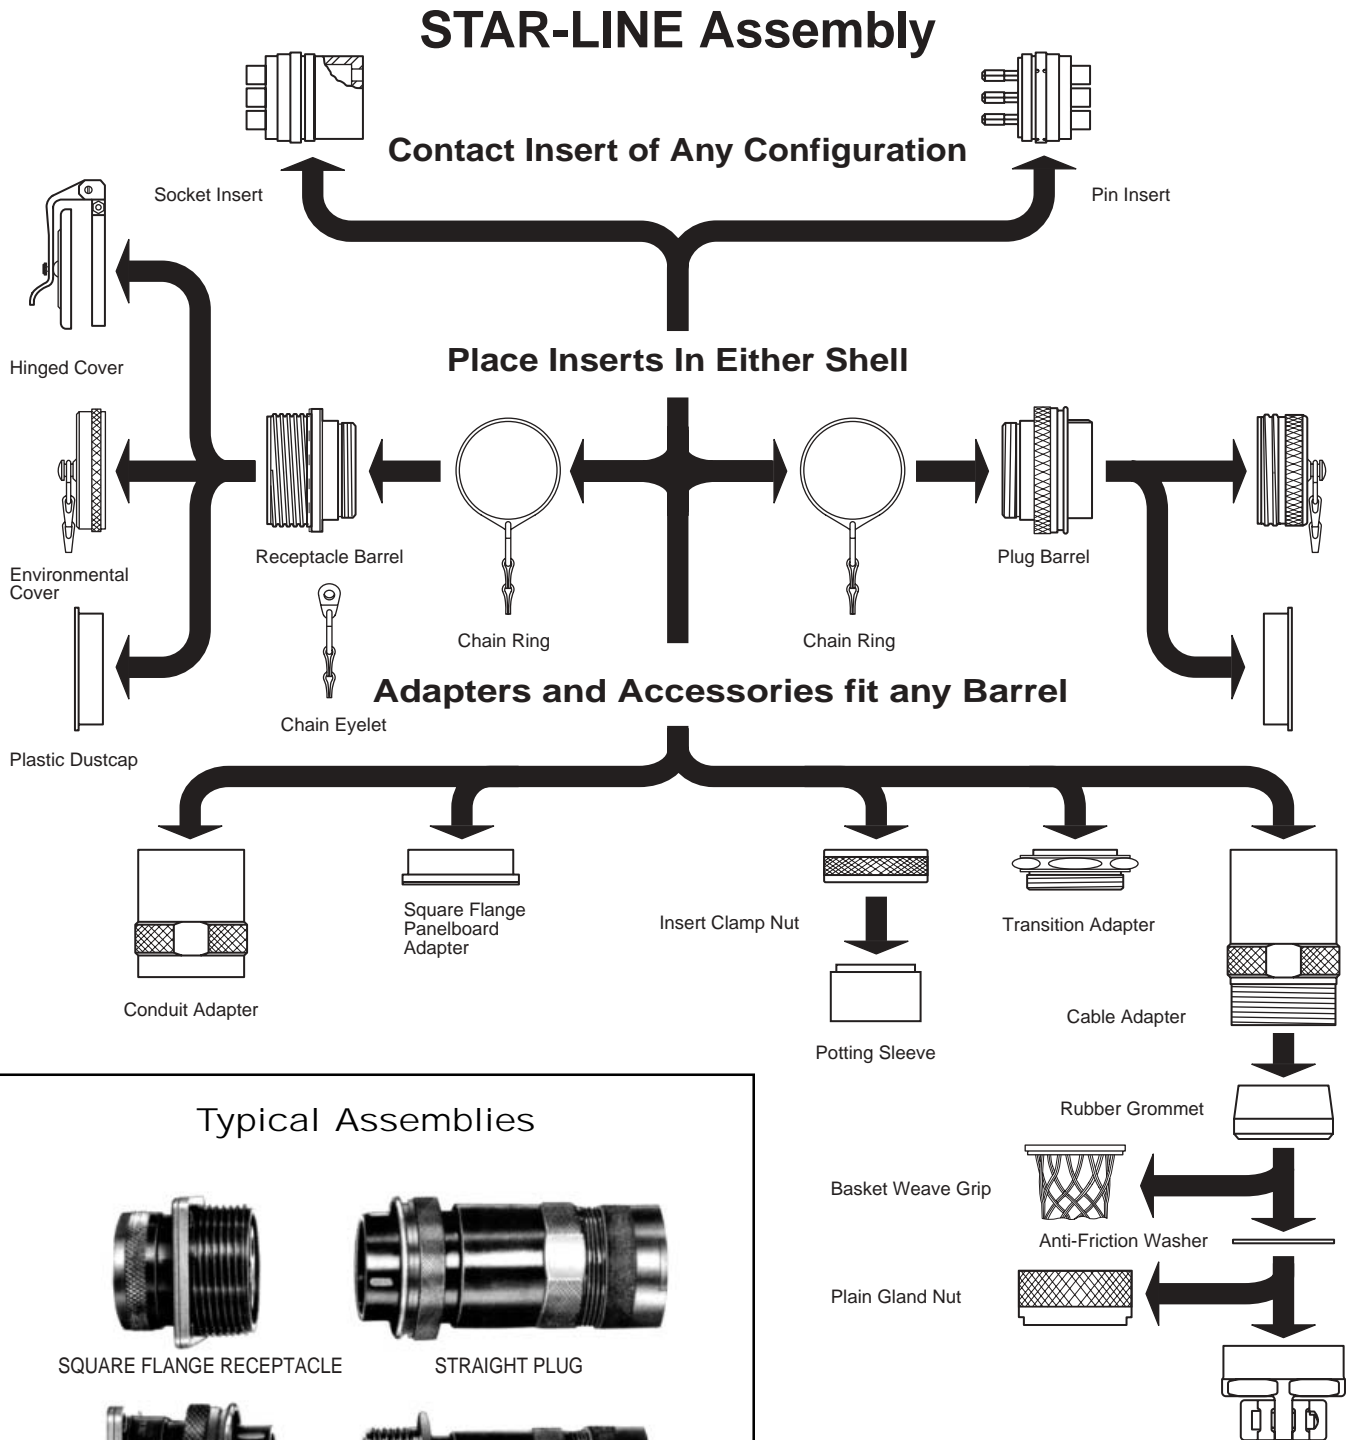 STAR-LINE Assembly
Contact Insert of Any Configuration
Socket Insert
Pin Insert
Hinged Cover
Place Inserts In Either Shell
Environmental
Cover
Receptacle Barrel
Plug Barrel
Chain Ring
Chain Ring
Chain Eyelet
Plastic Dustcap
Adapters and Accessories fit any Barrel
Conduit Adapter
Square Flange
Panelboard
Adapter
Insert Clamp Nut
Transition Adapter
Potting Sleeve
Cable Adapter
Rubber Grommet
Basket Weave Grip
Anti-Friction Washer
Plain Gland Nut
Typical Assemblies
SQUARE FLANGE RECEPTACLE
STRAIGHT PLUG